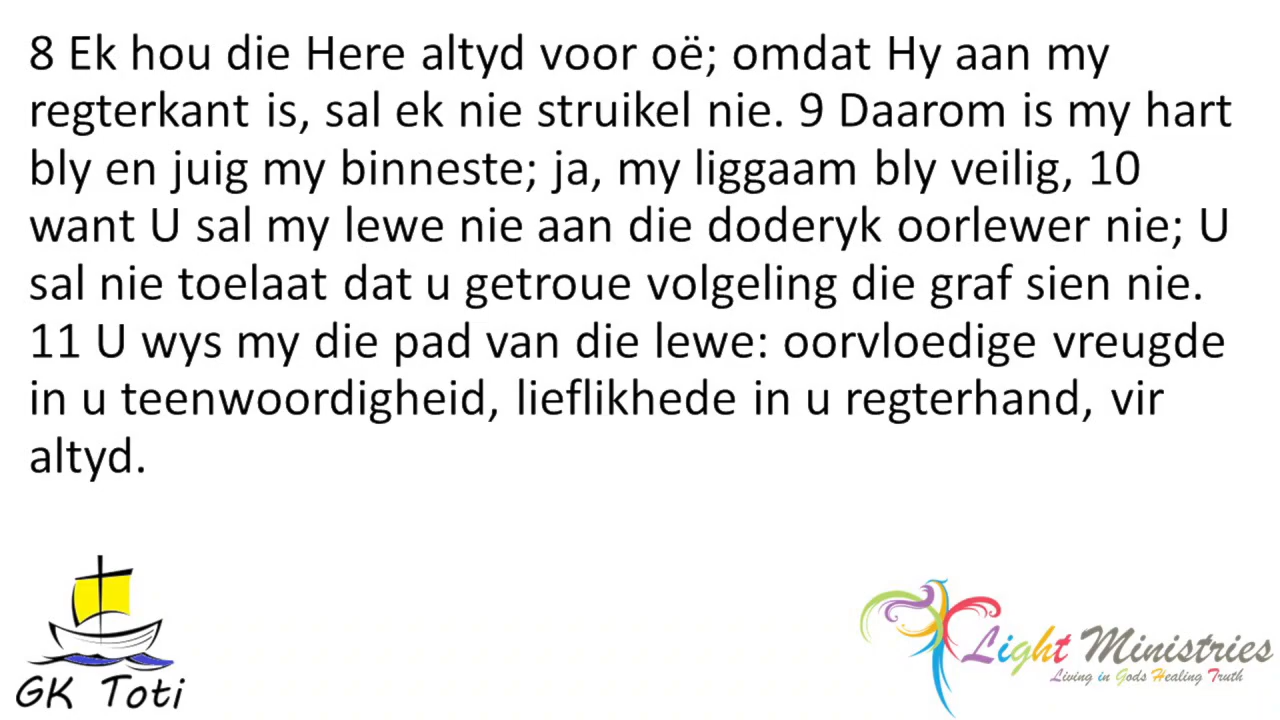 8 Ek hou die Here altyd voor oë; omdat Hy aan my
regterkant is, sal ek nie struikel nie. 9 Daarom is my hart
bly en juig my binneste; ja, my liggaam bly veilig, 10
want U sal my lewe nie aan die doderyk oorlewer nie; U
sal nie toelaat dat u getroue volgeling die graf sien nie.
11 U wys my die pad van die lewe: oorvloedige vreugde
in u teenwoordigheid, lieflikhede in u regterhand, vir
altyd.
GK Toti
Light Ministries
Living in Gods Healing Truth